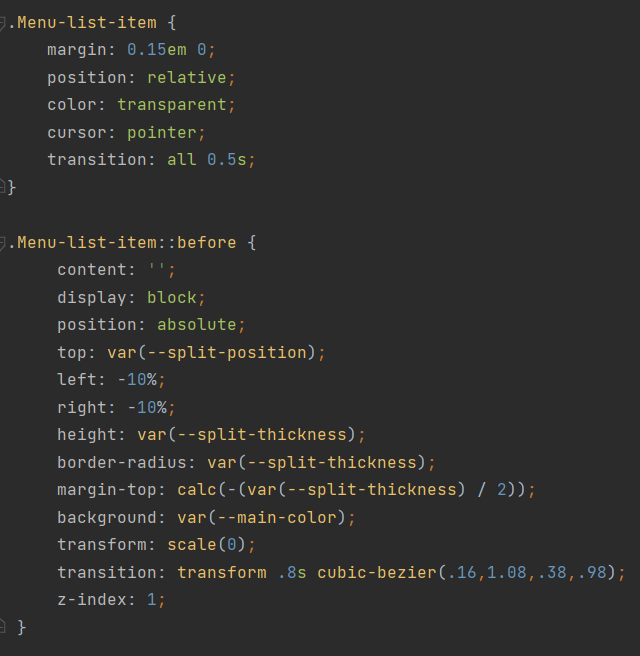 .Menu-list-item {
    margin: 0.15em 0;
    position: relative;
    color: transparent;
    cursor: pointer;
    transition: all 0.5s;
}

.Menu-list-item::before {
     content: '';
     display: block;
     position: absolute;
     top: var(--split-position);
     left: -10%;
     right: -10%;
     height: var(--split-thickness);
     border-radius: var(--split-thickness);
     margin-top: calc(-(var(--split-thickness) / 2));
     background: var(--main-color);
     transform: scale(0);
     transition: transform .8s cubic-bezier(.16,1.08,.38,.98);
     z-index: 1;
 }